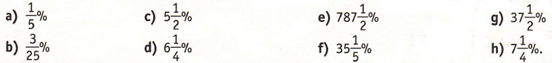 a) 1/5% c) 5 1/2% e) 787 1/2% g) 37 1/2%
b) 3/25% d) 6 1/4% f) 35 1/5% h) 7 1/4%.